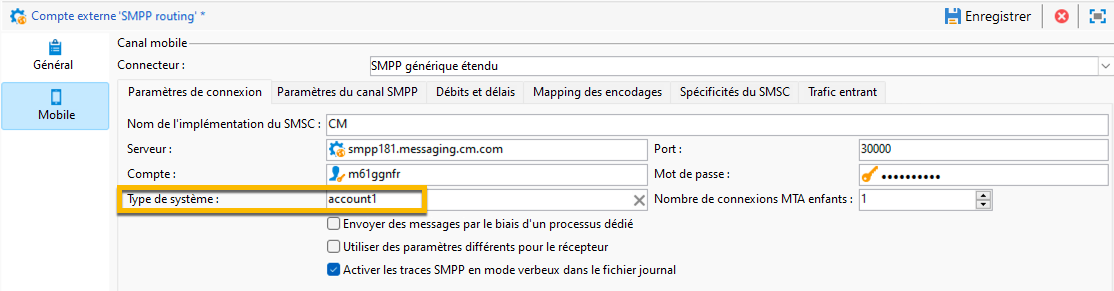 Compte externe 'SMPP routing' *
Enregistrer
Général
Mobile
Canal mobile
Connecteur : SMPP générique étendu
Paramètres de connexion Paramètres du canal SMPP Débits et délais Mapping des encodages Spécificités du SMSC Trafic entrant
Nom de l'implémentation du SMSC : CM
Serveur : smpp181.messaging.cm.com Port : 30000
Compte : m61ggnfr Mot de passe : ••••••••••
Type de système : account1 Nombre de connexions MTA enfants : 1
Envoyer des messages par le biais d'un processus dédié
Utiliser des paramètres différents pour le récepteur
Activer les traces SMPP en mode verbeux dans le fichier journal